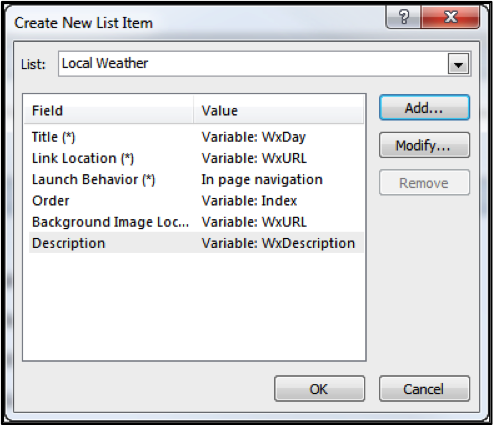 Create New List Item
?
X
List: Local Weather
Field Value
Title (*) Variable: WxDay
Link Location (*) Variable: WxURL
Launch Behavior (*) In page navigation
Order Variable: Index
Background Image Loc... Variable: WxURL
Description Variable: WxDescription
Add...
Modify...
Remove
OK Cancel